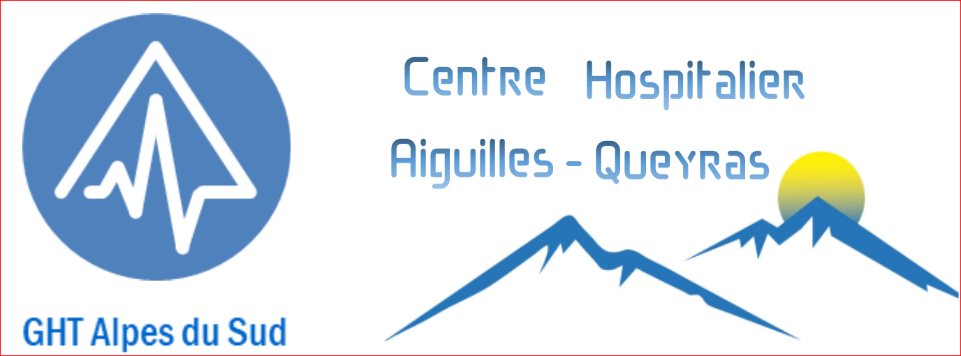 Centre Hospitalier
Aiguilles - Queyras
GHT Alpes du Sud